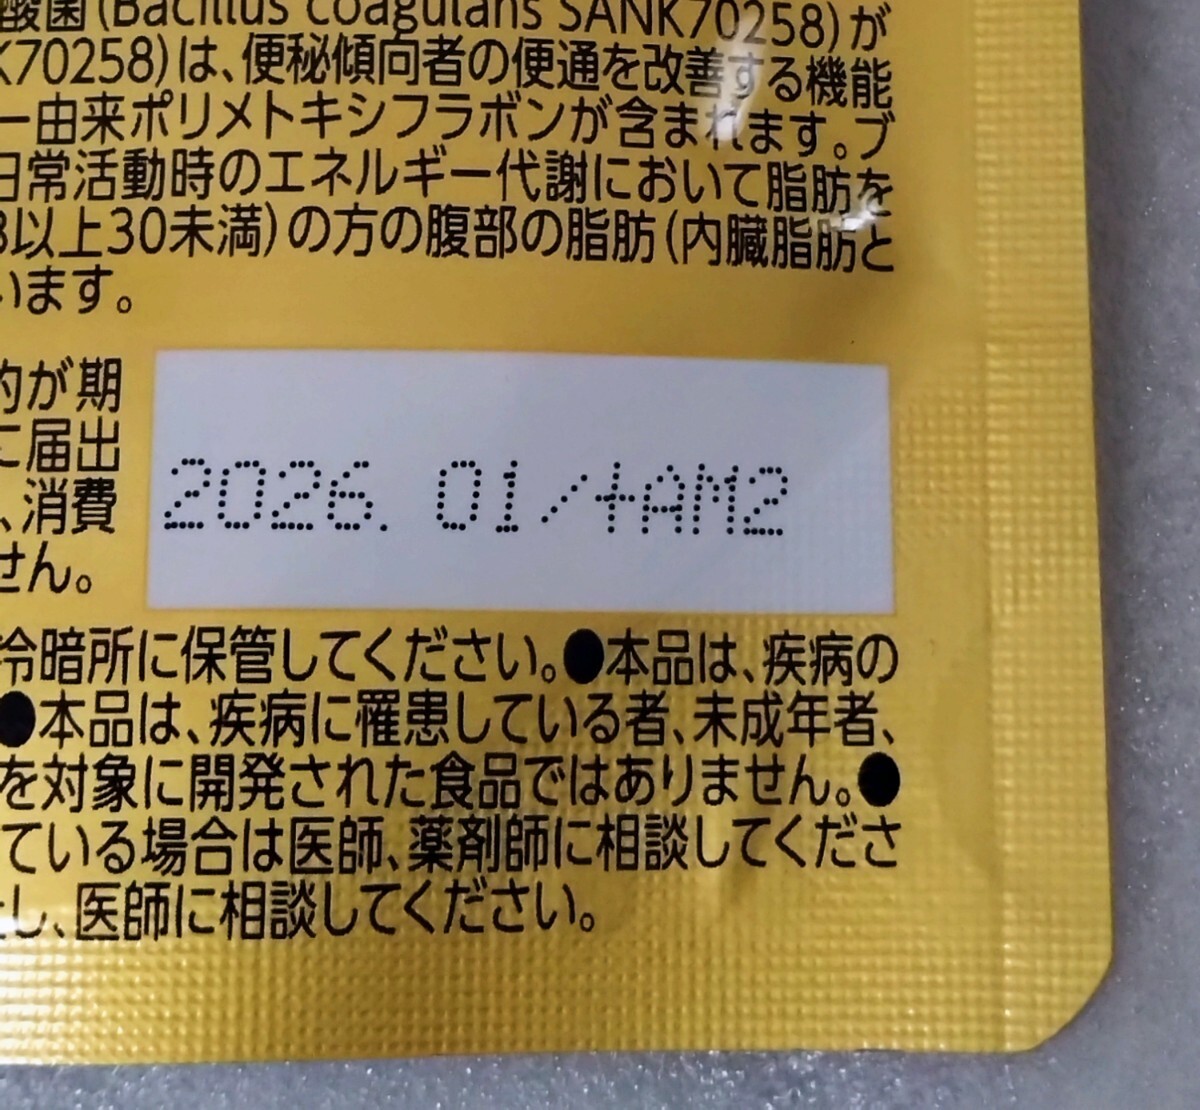 酸菌(Bacillus coagulans SANK70258)が
K70258)は、便秘傾向者の便通を改善する機能
ー由来ポリメトキシフラボンが含まれます。ブ
日常活動時のエネルギー代謝において脂肪を
以上30未満)の方の腹部の脂肪(内臓脂肪と
います。
的が期
に届出
、消費
せん。
2026. 01/+AM2
冷暗所に保管してください。●本品は、疾病の
●本品は、疾病に罹患している者、未成年者、
を対象に開発された食品ではありません。●
ている場合は医師、薬剤師に相談してくださ
し、医師に相談してください。